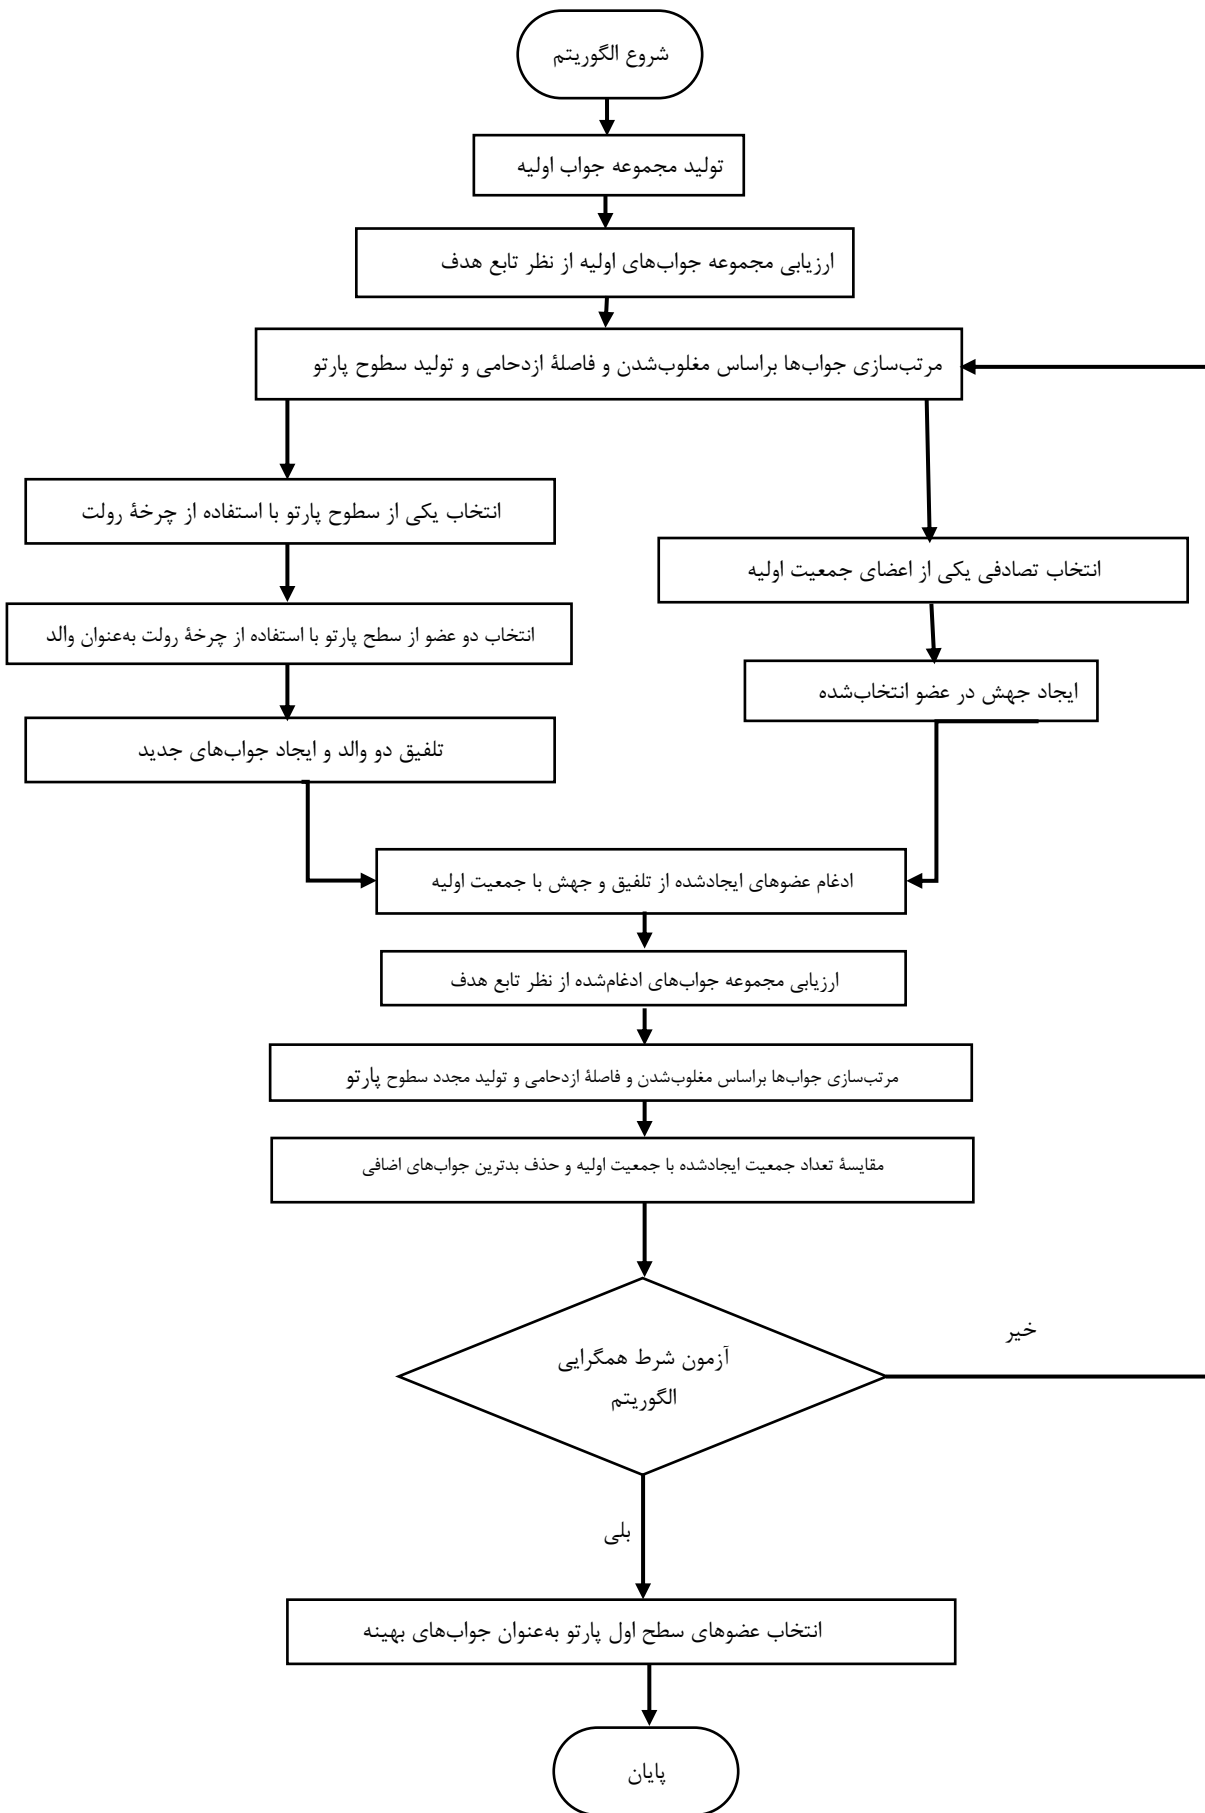 شروع الگوریتم
تولید مجموعه جواب اولیه
ارزیابی مجموعه جواب‌های اولیه از نظر تابع هدف
مرتب‌سازی جواب‌ها براساس مغلوب‌شدن و فاصلهٔ ازدحامی و تولید سطوح پارتو
انتخاب یکی از سطوح پارتو با استفاده از چرخهٔ رولت
انتخاب تصادفی یکی از اعضای جمعیت اولیه
انتخاب دو عضو از سطح پارتو با استفاده از چرخهٔ رولت به‌عنوان والد
ایجاد جهش در عضو انتخاب‌شده
تلفیق دو والد و ایجاد جواب‌های جدید
ادغام عضوهای ایجادشده از تلفیق و جهش با جمعیت اولیه
ارزیابی مجموعه جواب‌های ادغام‌شده از نظر تابع هدف
مرتب‌سازی جواب‌ها براساس مغلوب‌شدن و فاصلهٔ ازدحامی و تولید مجدد سطوح پارتو
مقایسهٔ تعداد جمعیت ایجادشده با جمعیت اولیه و حذف بدترین جواب‌های اضافی
خیر
آزمون شرط همگرایی
الگوریتم
بلی
انتخاب عضوهای سطح اول پارتو به‌عنوان جواب‌های بهینه
پایان